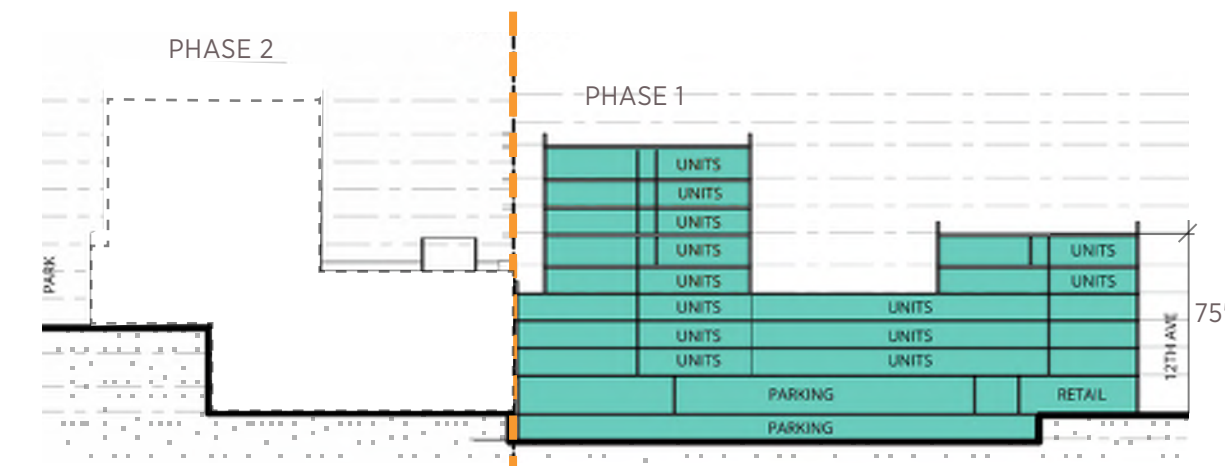 PHASE 2
PHASE 1
UNITS
UNITS
UNITS
UNITS UNITS
UNITS UNITS
UNITS UNITS
UNITS UNITS
UNITS UNITS
PARKING RETAIL
PARKING
PARK
12TH AVE
75'